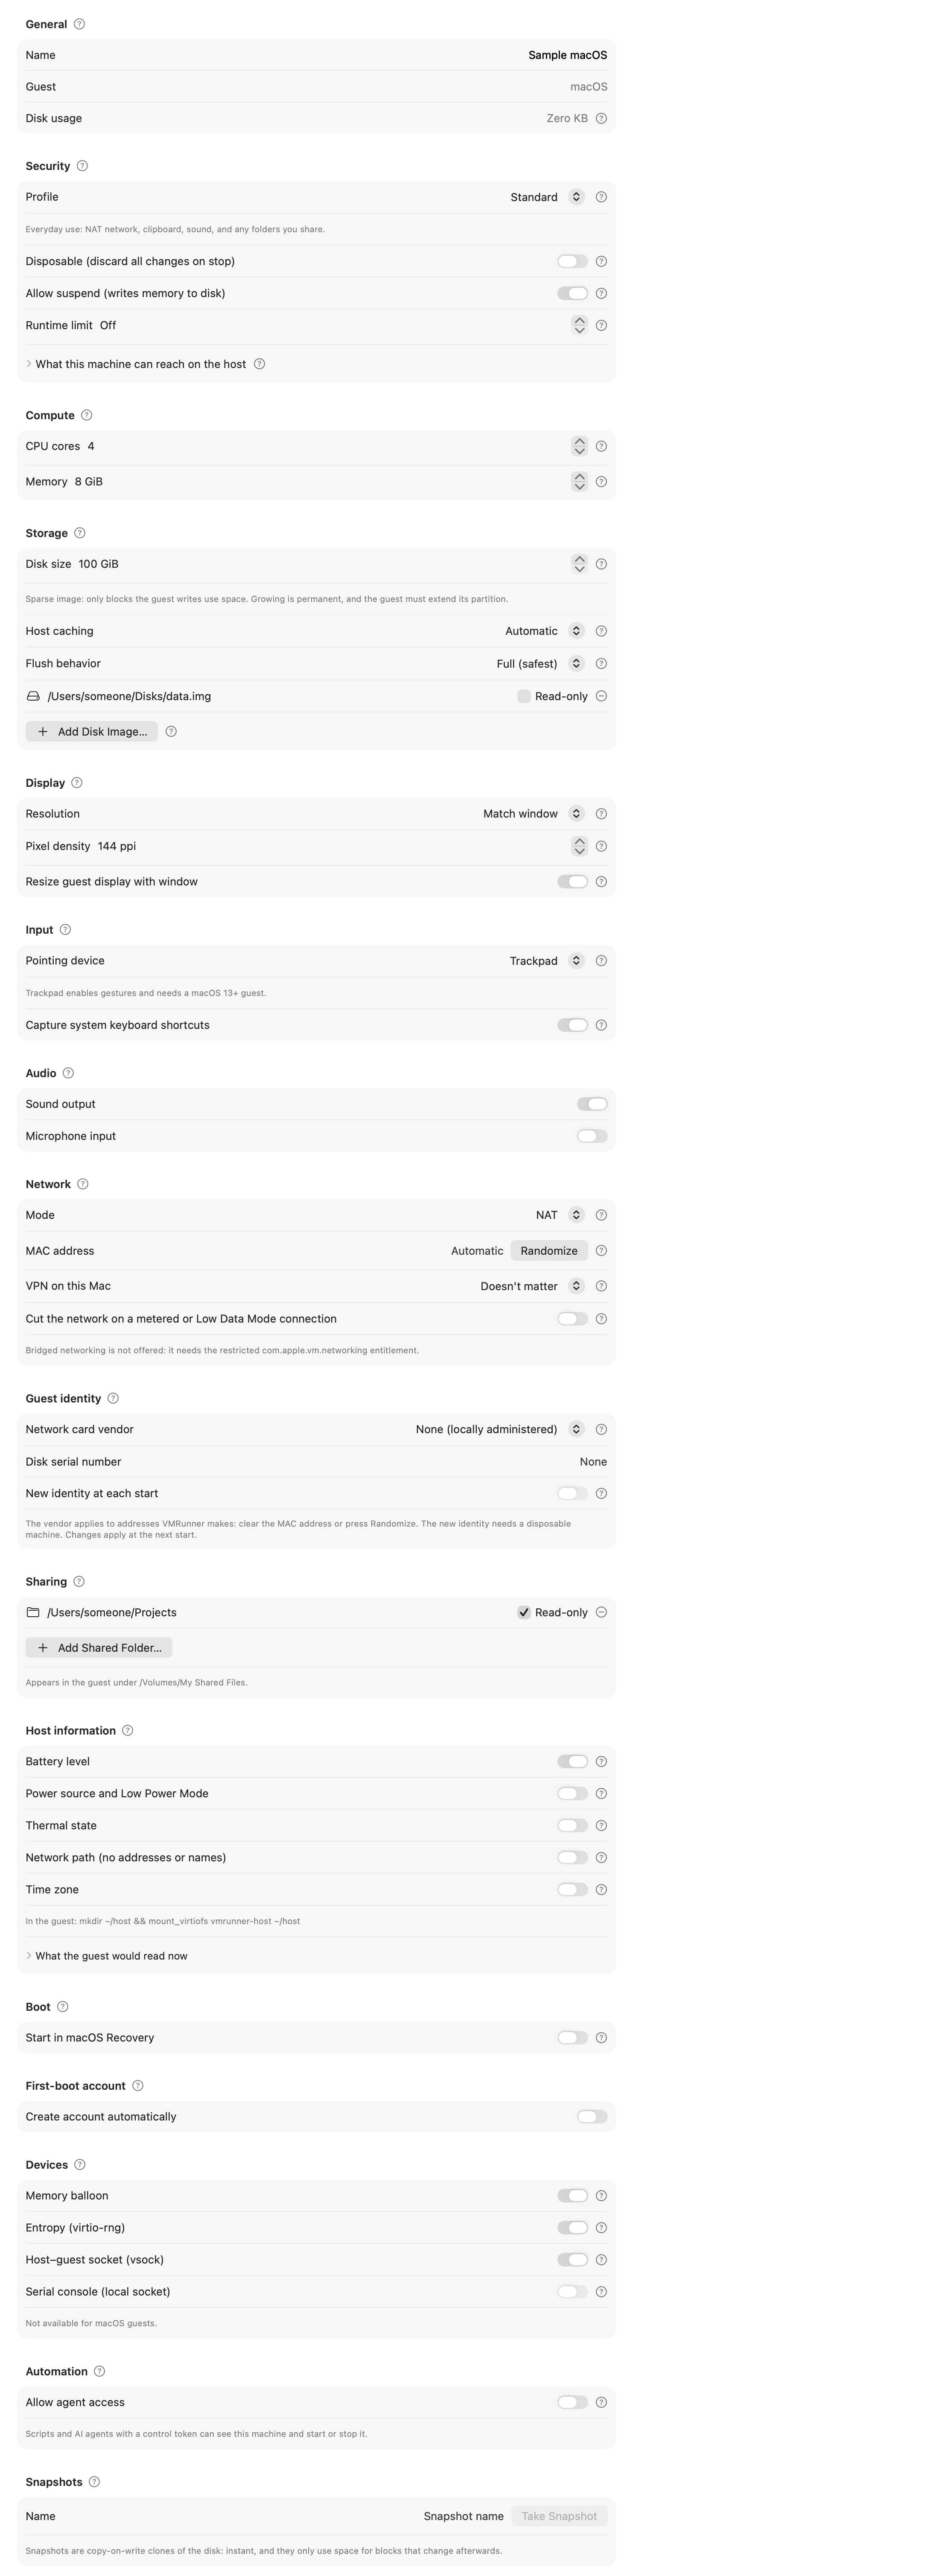 General
Name Sample macOS
Guest macOS
Disk usage Zero KB
Security
Profile Standard
Everyday use: NAT network, clipboard, sound, and any folders you share.
Disposable (discard all changes on stop)
Allow suspend (writes memory to disk)
Runtime limit Off
What this machine can reach on the host
Compute
CPU cores 4
Memory 8 GiB
Storage
Disk size 100 GiB
Sparse image: only blocks the guest writes use space. Growing is permanent, and the guest must extend its partition.
Host caching Automatic
Flush behavior Full (safest)
/Users/someone/Disks/data.img Read-only
Add Disk Image...
Display
Resolution Match window
Pixel density 144 ppi
Resize guest display with window
Input
Pointing device Trackpad
Trackpad enables gestures and needs a macOS 13+ guest.
Capture system keyboard shortcuts
Audio
Sound output
Microphone input
Network
Mode NAT
MAC address Automatic Randomize
VPN on this Mac Doesn't matter
Cut the network on a metered or Low Data Mode connection
Bridged networking is not offered: it needs the restricted com.apple.vm.networking entitlement.
Guest identity
Network card vendor None (locally administered)
Disk serial number None
New identity at each start
The vendor applies to addresses VMRunner makes: clear the MAC address or press Randomize. The new identity needs a disposable
machine. Changes apply at the next start.
Sharing
/Users/someone/Projects Read-only
Add Shared Folder...
Appears in the guest under /Volumes/My Shared Files.
Host information
Battery level
Power source and Low Power Mode
Thermal state
Network path (no addresses or names)
Time zone
In the guest: mkdir ~/host && mount_virtiofs vmrunner-host ~/host
What the guest would read now
Boot
Start in macOS Recovery
First-boot account
Create account automatically
Devices
Memory balloon
Entropy (virtio-rng)
Host–guest socket (vsock)
Serial console (local socket)
Not available for macOS guests.
Automation
Allow agent access
Scripts and AI agents with a control token can see this machine and start or stop it.
Snapshots
Name Snapshot name Take Snapshot
Snapshots are copy-on-write clones of the disk: instant, and they only use space for blocks that change afterwards.